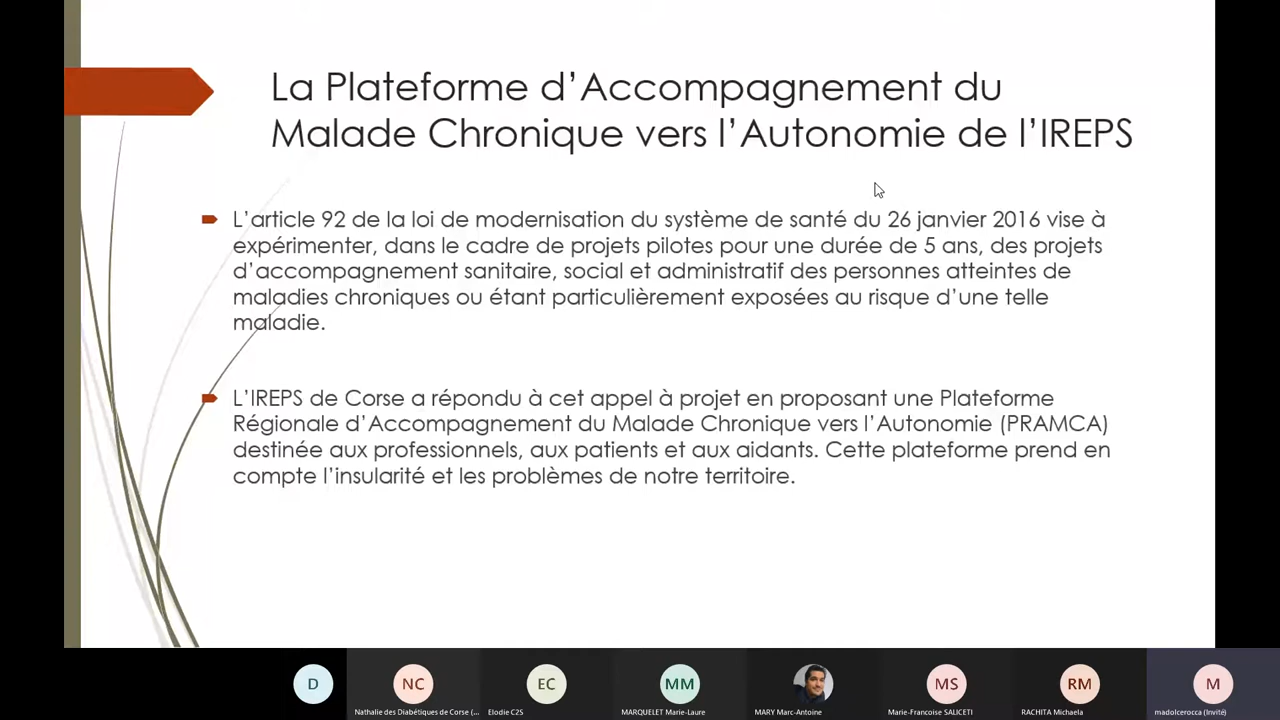 La Plateforme d’Accompagnement du
Malade Chronique vers l’Autonomie de l’IREPS
L’article 92 de la loi de modernisation du système de santé du 26 janvier 2016 vise à
expérimenter, dans le cadre de projets pilotes pour une durée de 5 ans, des projets
d’accompagnement sanitaire, social et administratif des personnes atteintes de
maladies chroniques ou étant particulièrement exposées au risque d’une telle
maladie.
L’IREPS de Corse a répondu à cet appel à projet en proposant une Plateforme
Régionale d’Accompagnement du Malade Chronique vers l’Autonomie (PRAMCA)
destinée aux professionnels, aux patients et aux aidants. Cette plateforme prend en
compte l’insularité et les problèmes de notre territoire.
D NC EC MM MS RM M
Nathalie des Diabétiques de Corse (... Elodie C2S MARQUELET Marie-Laure MARY Marc-Antoine Marie-Francoise SALICETI RACHITA Michaela madolcerocca (Invité)